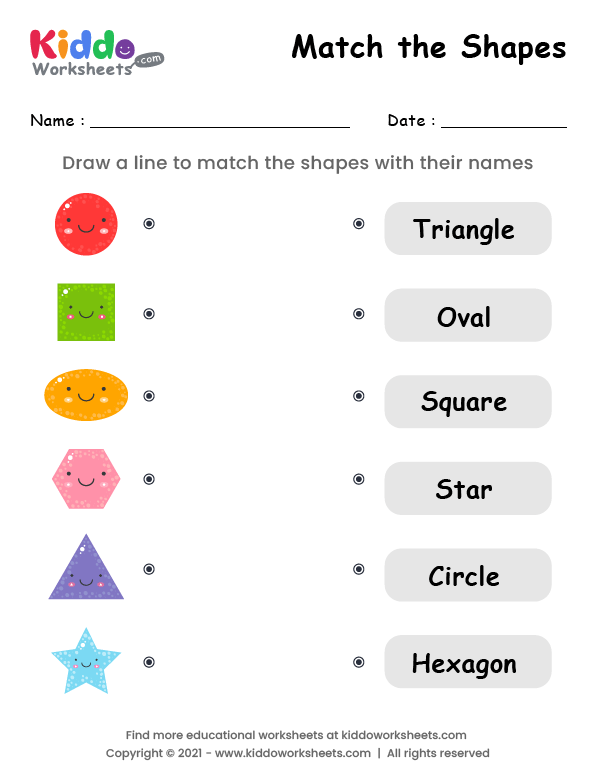 Kiddo
Worksheets .com
Match the Shapes
Name : Date :
Draw a line to match the shapes with their names
Triangle
Oval
Square
Star
Circle
Hexagon
Find more educational worksheets at kiddoworksheets.com
Copyright © 2021 - www.kiddoworksheets.com | All rights reserved